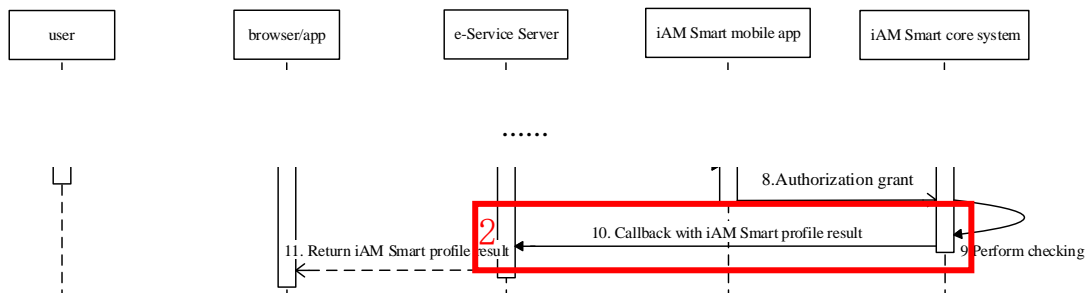 user
browser/app
e-Service Server
iAM Smart mobile app
iAM Smart core system
......
8.Authorization grant
2
10. Callback with iAM Smart profile result
11. Return iAM Smart profile result
9.Perform checking